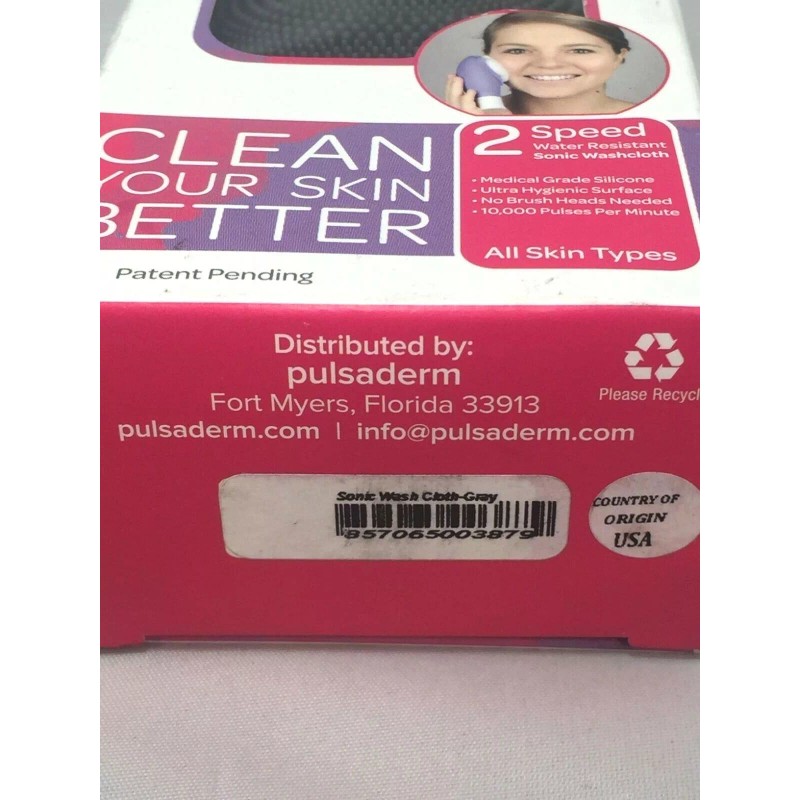 CLEAN
YOUR SKIN
BETTER
Patent Pending
2 Speed
Water Resistant
Sonic Washcloth
• Medical Grade Silicone
• Ultra Hygienic Surface
• No Brush Heads Needed
• 10,000 Pulses Per Minute
All Skin Types
Distributed by:
pulsaderm
Fort Myers, Florida 33913
pulsaderm.com | info@pulsaderm.com
Please Recycl
Sonic Wash Cloth-Gray
857065003879
COUNTRY OF
ORIGIN
USA